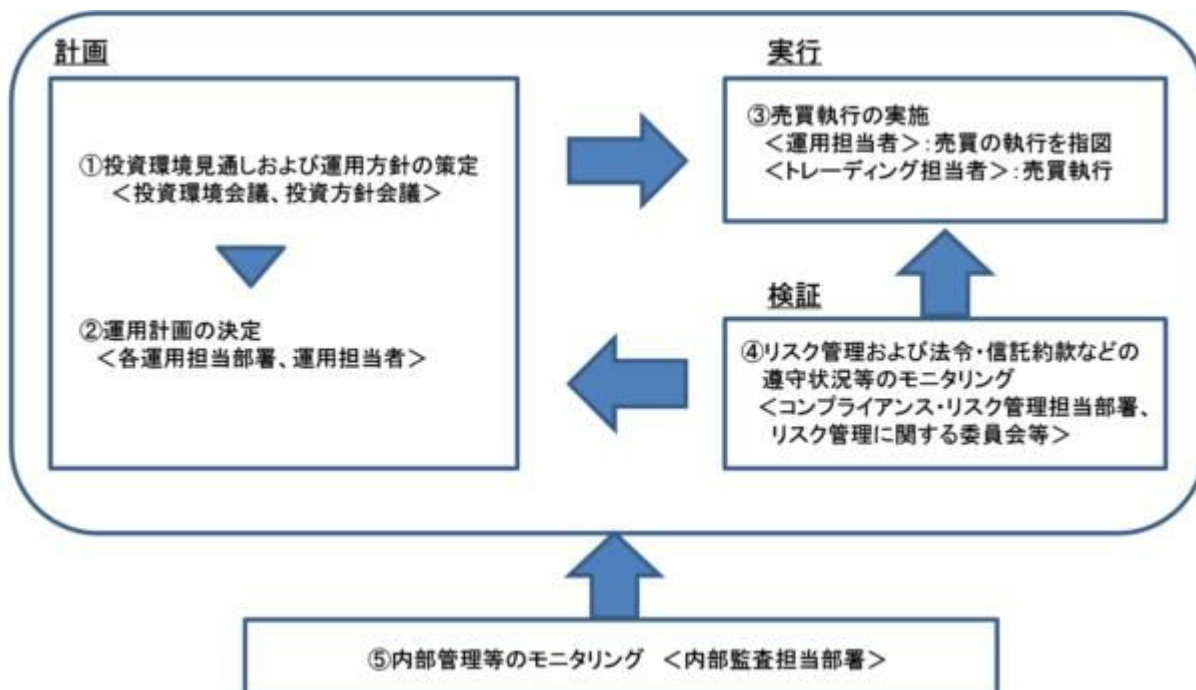 計画
①投資環境見通しおよび運用方針の策定
＜投資環境会議、投資方針会議＞
②運用計画の決定
＜各運用担当部署、運用担当者＞
実行
③売買執行の実施
＜運用担当者＞：売買の執行を指図
＜トレーディング担当者＞：売買執行
検証
④リスク管理および法令・信託約款などの
遵守状況等のモニタリング
＜コンプライアンス・リスク管理担当部署、
リスク管理に関する委員会等＞
⑤内部管理等のモニタリング ＜内部監査担当部署＞